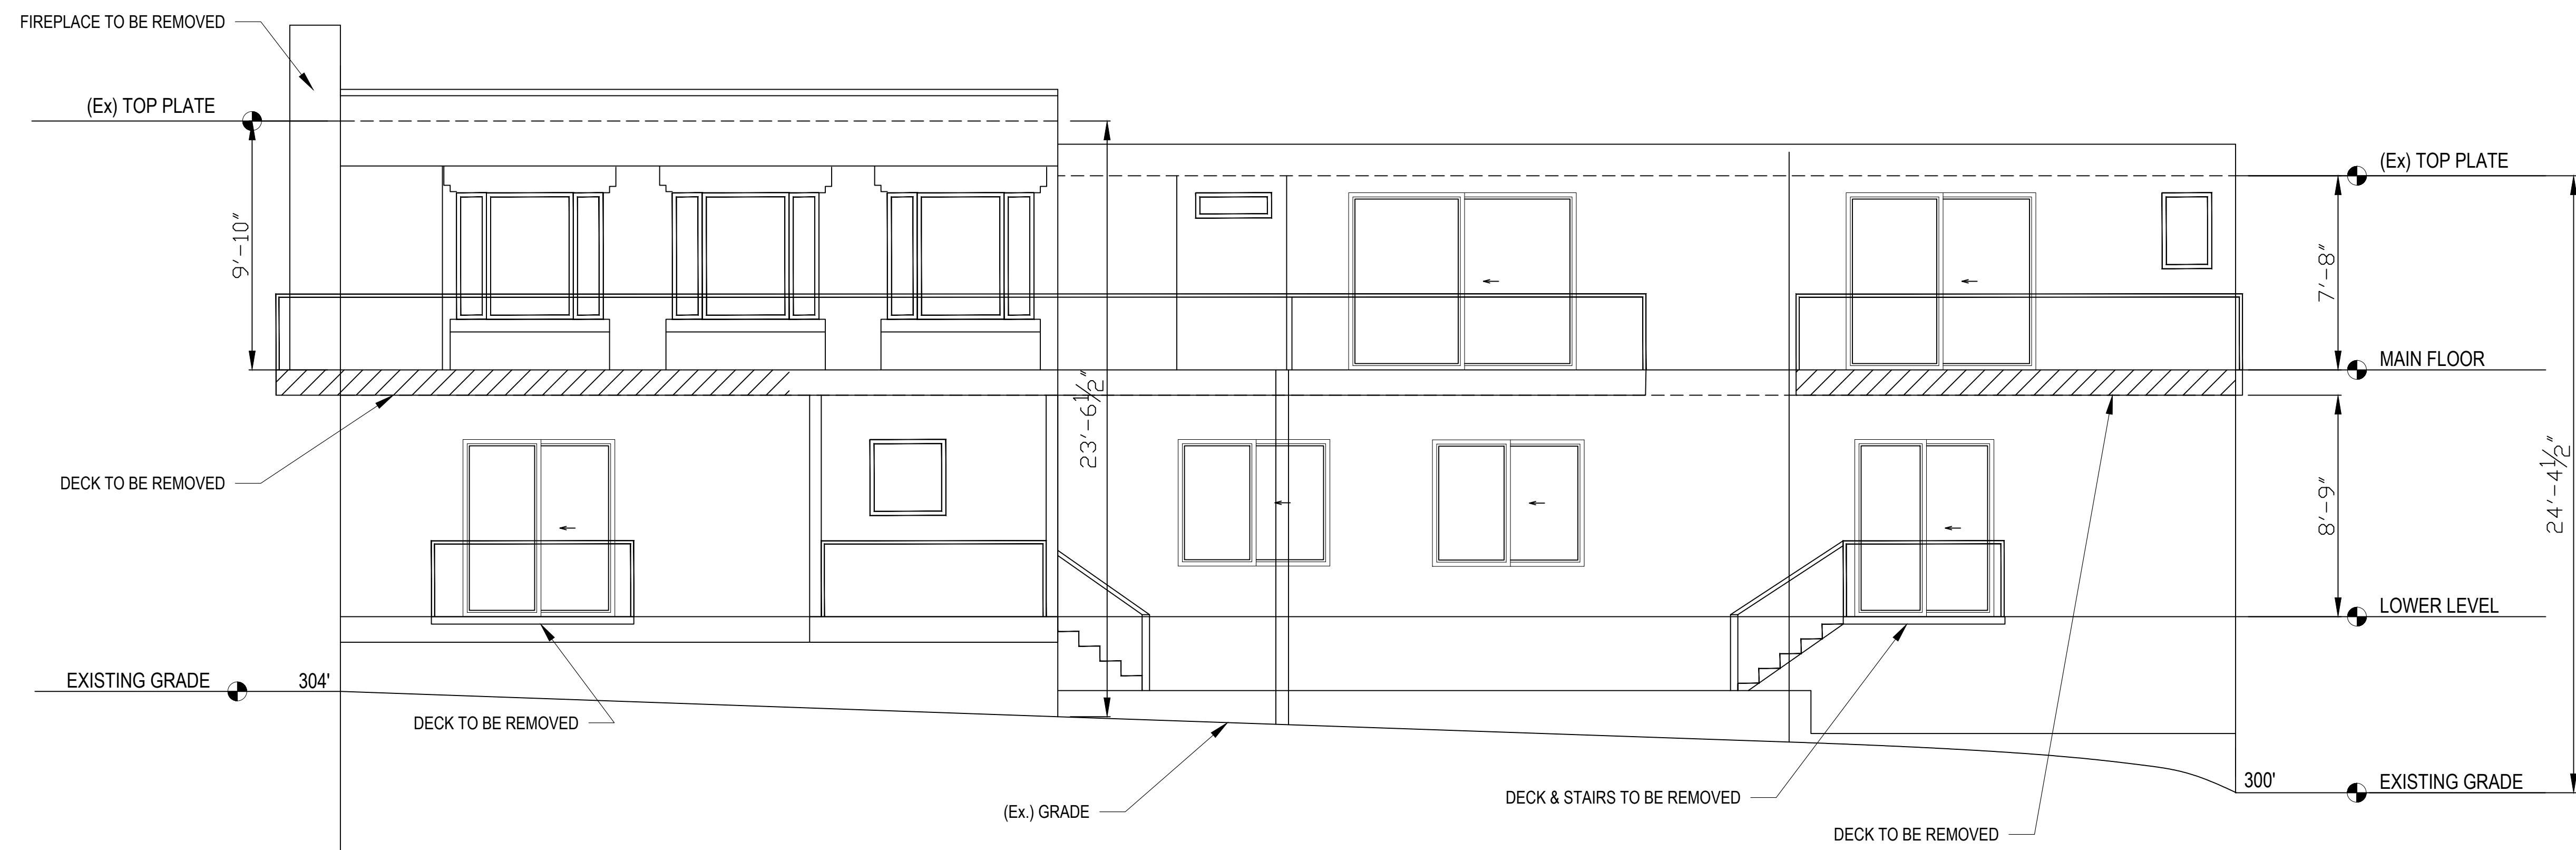 FIREPLACE TO BE REMOVED
(Ex) TOP PLATE
(Ex) TOP PLATE
9'-10"
7'-8"
MAIN FLOOR
23'-6½"
24'-4½"
DECK TO BE REMOVED
8'-9"
LOWER LEVEL
EXISTING GRADE
304'
DECK TO BE REMOVED
300'
EXISTING GRADE
DECK & STAIRS TO BE REMOVED
(Ex.) GRADE
DECK TO BE REMOVED